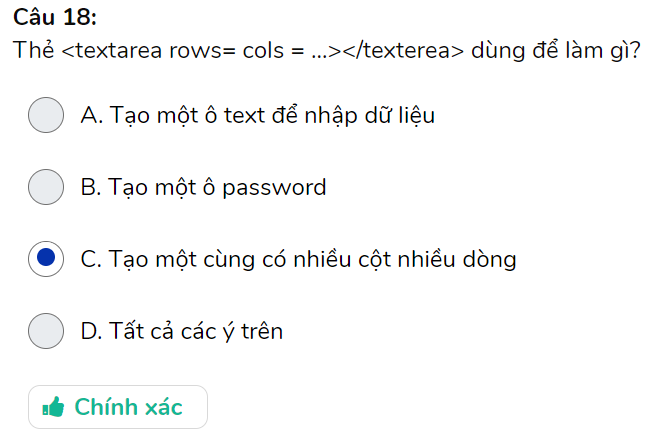 Câu 18:
Thẻ <textarea rows= cols = ...></texterea> dùng để làm gì?
A. Tạo một ô text để nhập dữ liệu
B. Tạo một ô password
C. Tạo một cùng có nhiều cột nhiều dòng
D. Tất cả các ý trên
Chính xác